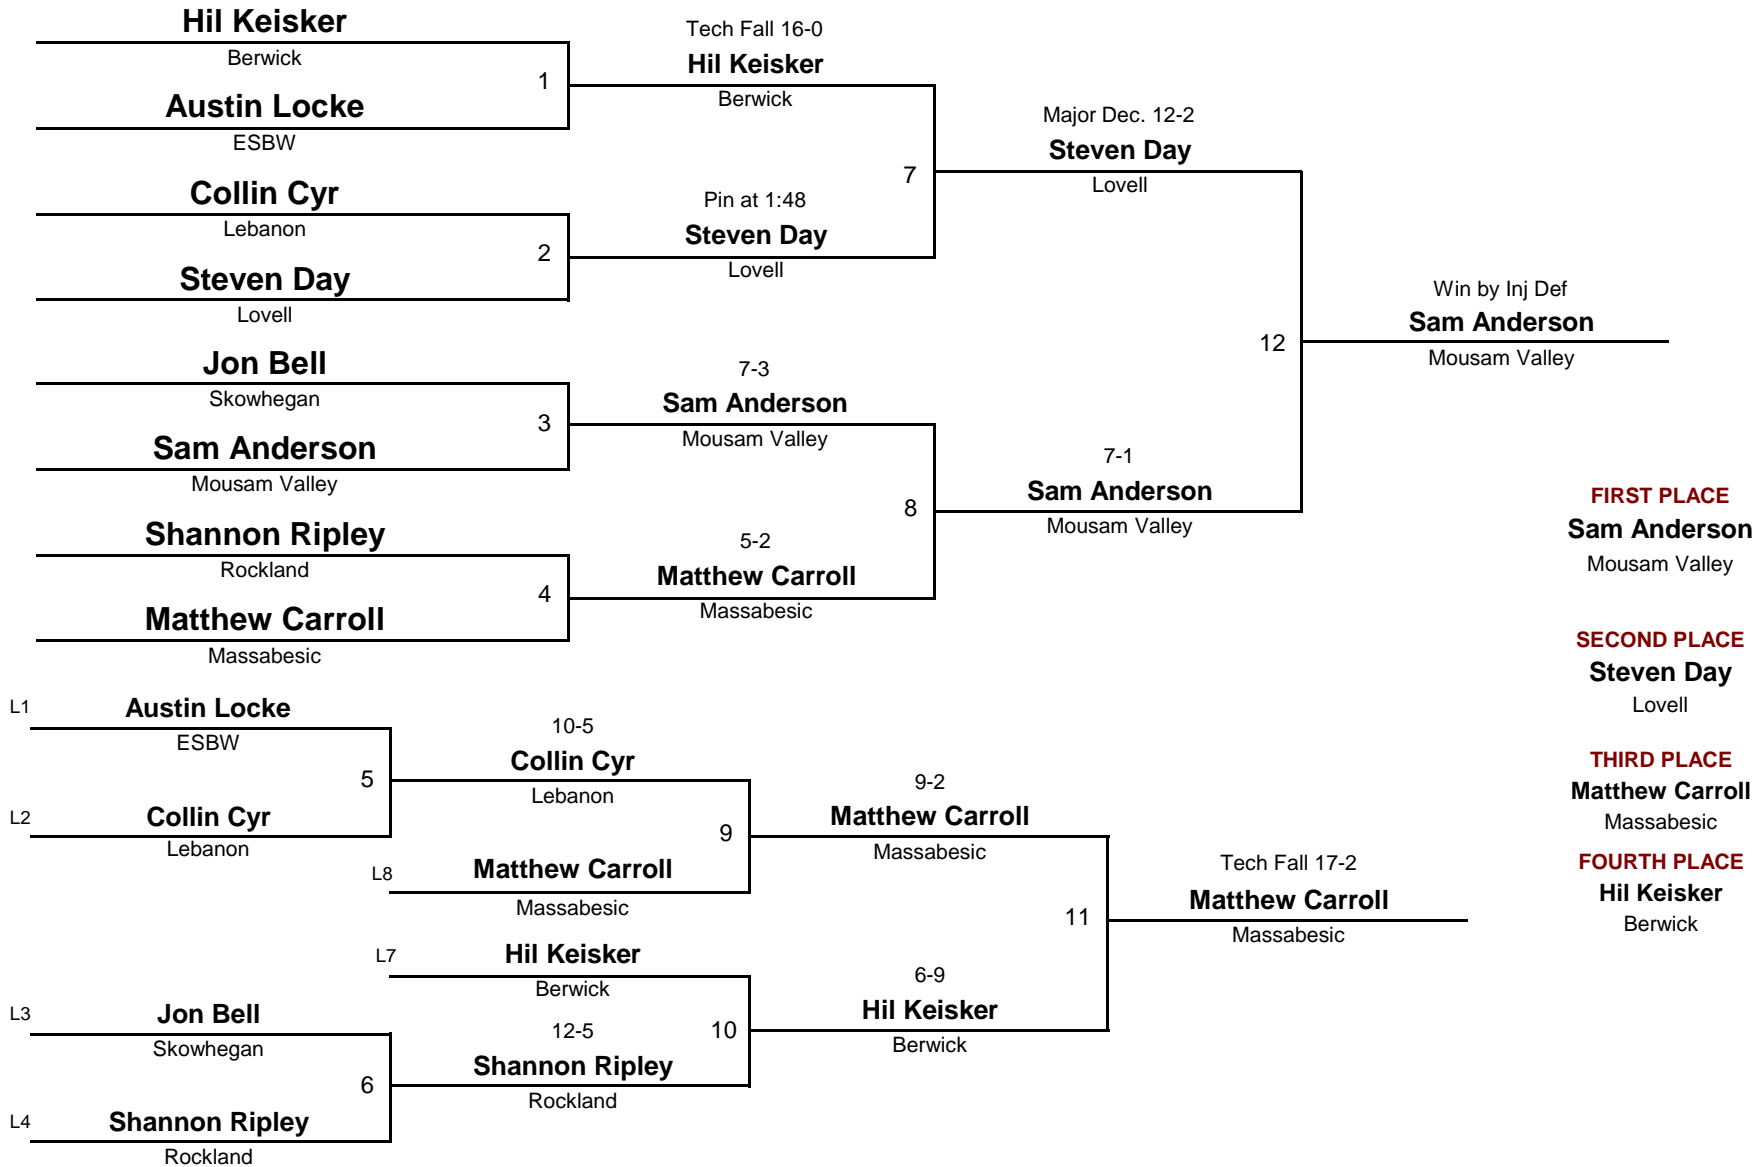 Hil Keisker
Berwick
1
Austin Locke
ESBW
Collin Cyr
Lebanon
2
Steven Day
Lovell
Jon Bell
Skowhegan
3
Sam Anderson
Mousam Valley
Shannon Ripley
Rockland
4
Matthew Carroll
Massabesic
Tech Fall 16-0
Hil Keisker
Berwick
7
Pin at 1:48
Steven Day
Lovell
7-3
Sam Anderson
Mousam Valley
8
5-2
Matthew Carroll
Massabesic
Major Dec. 12-2
Steven Day
Lovell
12
7-1
Sam Anderson
Mousam Valley
Win by Inj Def
Sam Anderson
Mousam Valley
FIRST PLACE
Sam Anderson
Mousam Valley
SECOND PLACE
Steven Day
Lovell
THIRD PLACE
Matthew Carroll
Massabesic
FOURTH PLACE
Hil Keisker
Berwick
L1 Austin Locke
ESBW
5
L2 Collin Cyr
Lebanon
10-5
Collin Cyr
Lebanon
9
L8 Matthew Carroll
Massabesic
L7 Hil Keisker
Berwick
10
12-5
Shannon Ripley
Rockland
L3 Jon Bell
Skowhegan
6
L4 Shannon Ripley
Rockland
9-2
Matthew Carroll
Massabesic
11
6-9
Hil Keisker
Berwick
Tech Fall 17-2
Matthew Carroll
Massabesic